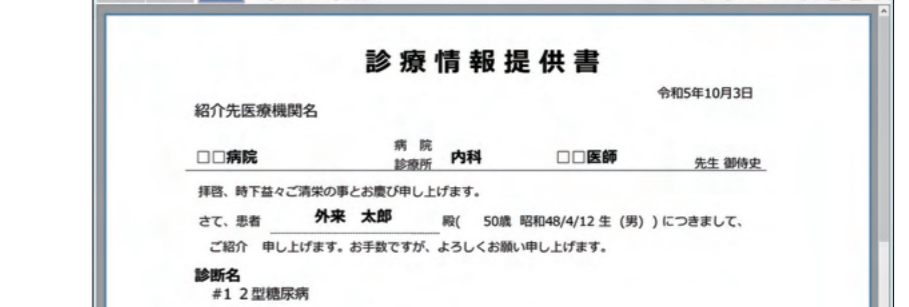 診療情報提供書
令和5年10月3日
紹介先医療機関名
病 院
□□病院 診療所 内科 □□医師 先生 御侍史
拝啓、時下益々ご清栄の事とお慶び申し上げます。
さて、患者 外来 太郎 殿( 50歳 昭和48/4/12 生 (男) ) につきまして、
ご紹介 申し上げます。お手数ですが、よろしくお願い申し上げます。
診断名
#1 2型糖尿病